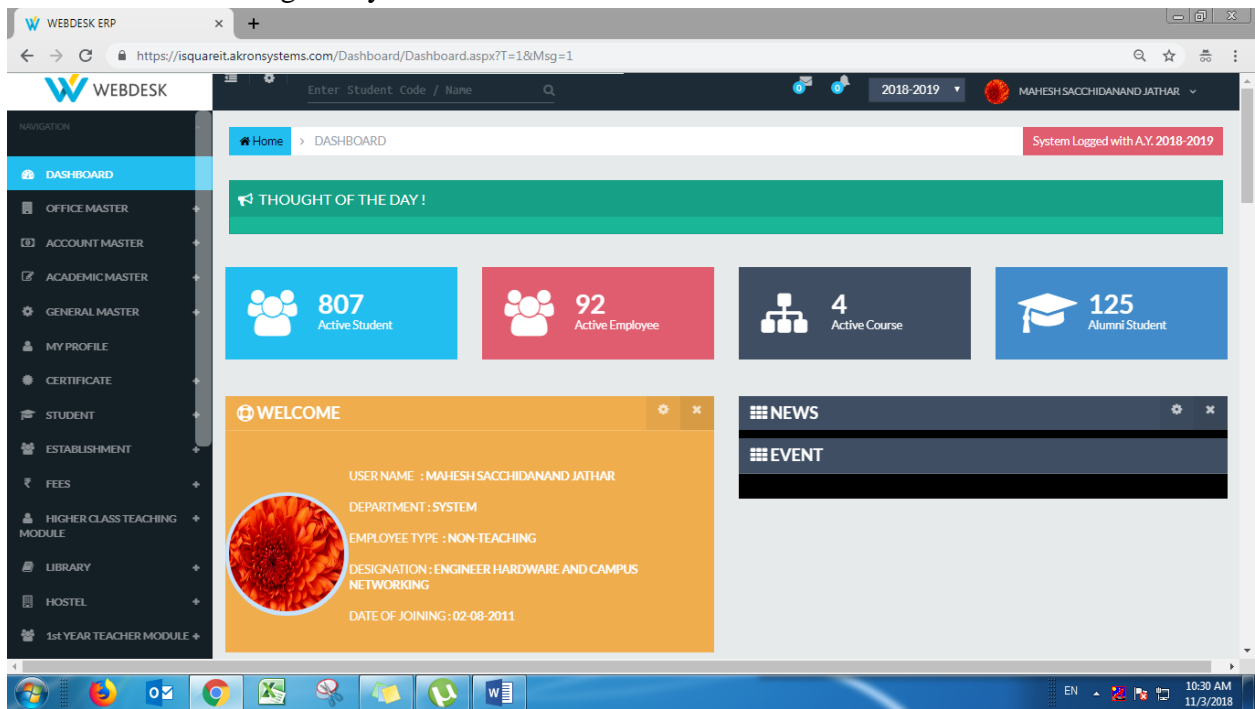 WEBDESK ERP
https://isquareit.akronsystems.com/Dashboard/Dashboard.aspx?T=1&Msg=1
WEBDESK
Enter Student Code / Name
0
0
2018-2019
MAHESH SACCHIDANAND JATHAR
NAVIGATION
Home > DASHBOARD
System Logged with A.Y. 2018-2019
DASHBOARD
OFFICE MASTER +
ACCOUNT MASTER +
ACADEMIC MASTER +
GENERAL MASTER +
MY PROFILE
CERTIFICATE +
STUDENT +
ESTABLISHMENT +
₹ FEES +
HIGHER CLASS TEACHING +
MODULE
LIBRARY +
HOSTEL +
1st YEAR TEACHER MODULE +
THOUGHT OF THE DAY !
807
Active Student
92
Active Employee
4
Active Course
125
Alumni Student
WELCOME
USER NAME : MAHESH SACCHIDANAND JATHAR
DEPARTMENT : SYSTEM
EMPLOYEE TYPE : NON-TEACHING
DESIGNATION : ENGINEER HARDWARE AND CAMPUS
NETWORKING
DATE OF JOINING : 02-08-2011
NEWS
EVENT
EN
10:30 AM
11/3/2018